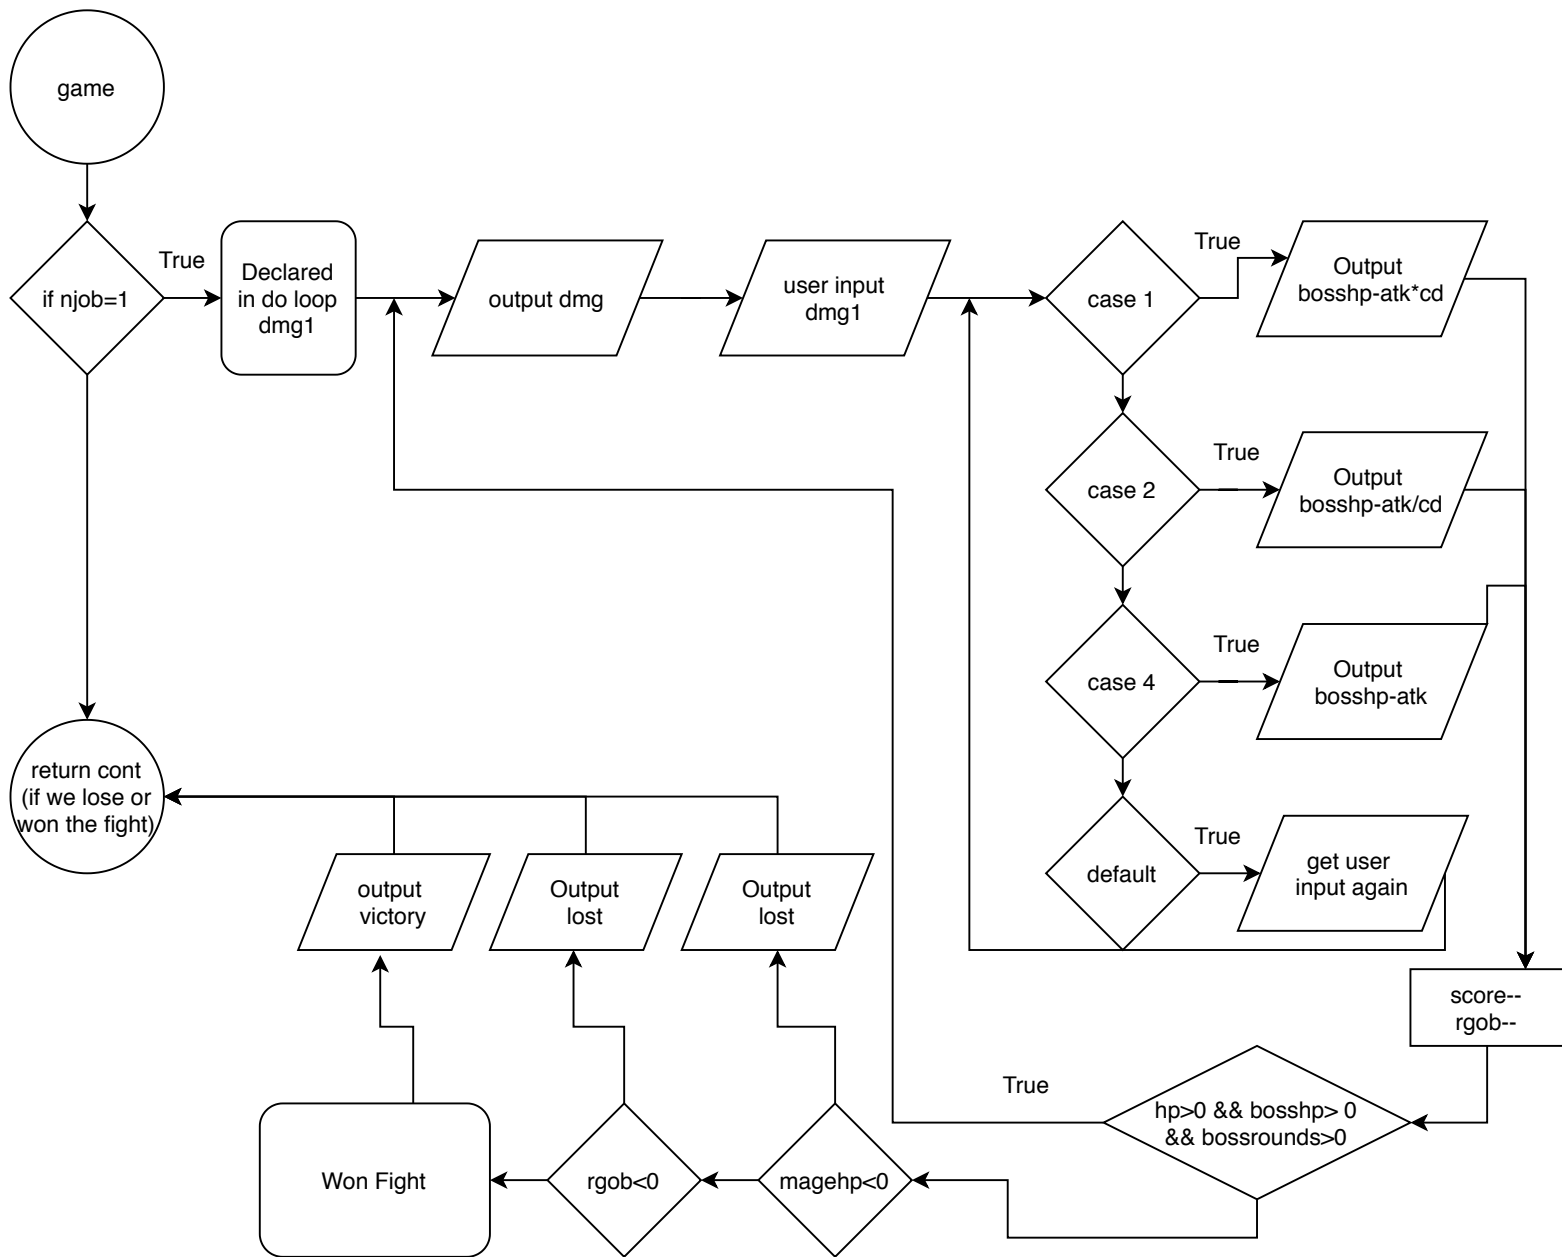 game
if njob=1
True
Declared
in do loop
dmg1
output dmg
user input
dmg1
case 1
True
Output
bosshp-atk*cd
case 2
True
Output
bosshp-atk/cd
case 4
True
Output
bosshp-atk
default
True
get user
input again
return cont
(if we lose or
won the fight)
output
victory
Output
lost
Output
lost
score--
rgob--
True
hp>0 && bosshp> 0
&& bossrounds>0
Won Fight
rgob<0
magehp<0